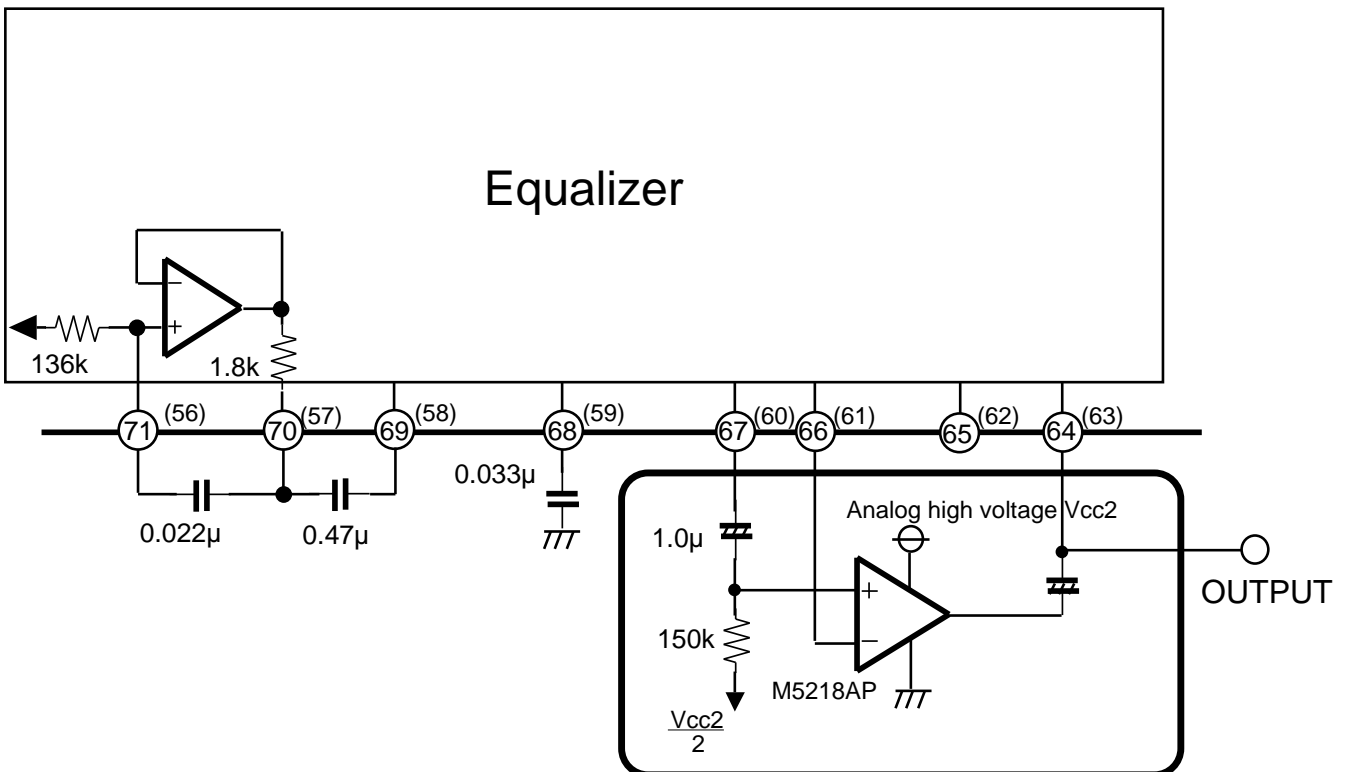 Equalizer
−
+
136k
1.8k
71 (56) 70 (57) 69 (58) 68 (59) 67 (60) 66 (61) 65 (62) 64 (63)
0.022µ
0.47µ
0.033µ
1.0µ
Analog high voltage Vcc2
+
−
150k
M5218AP
Vcc2
2
OUTPUT